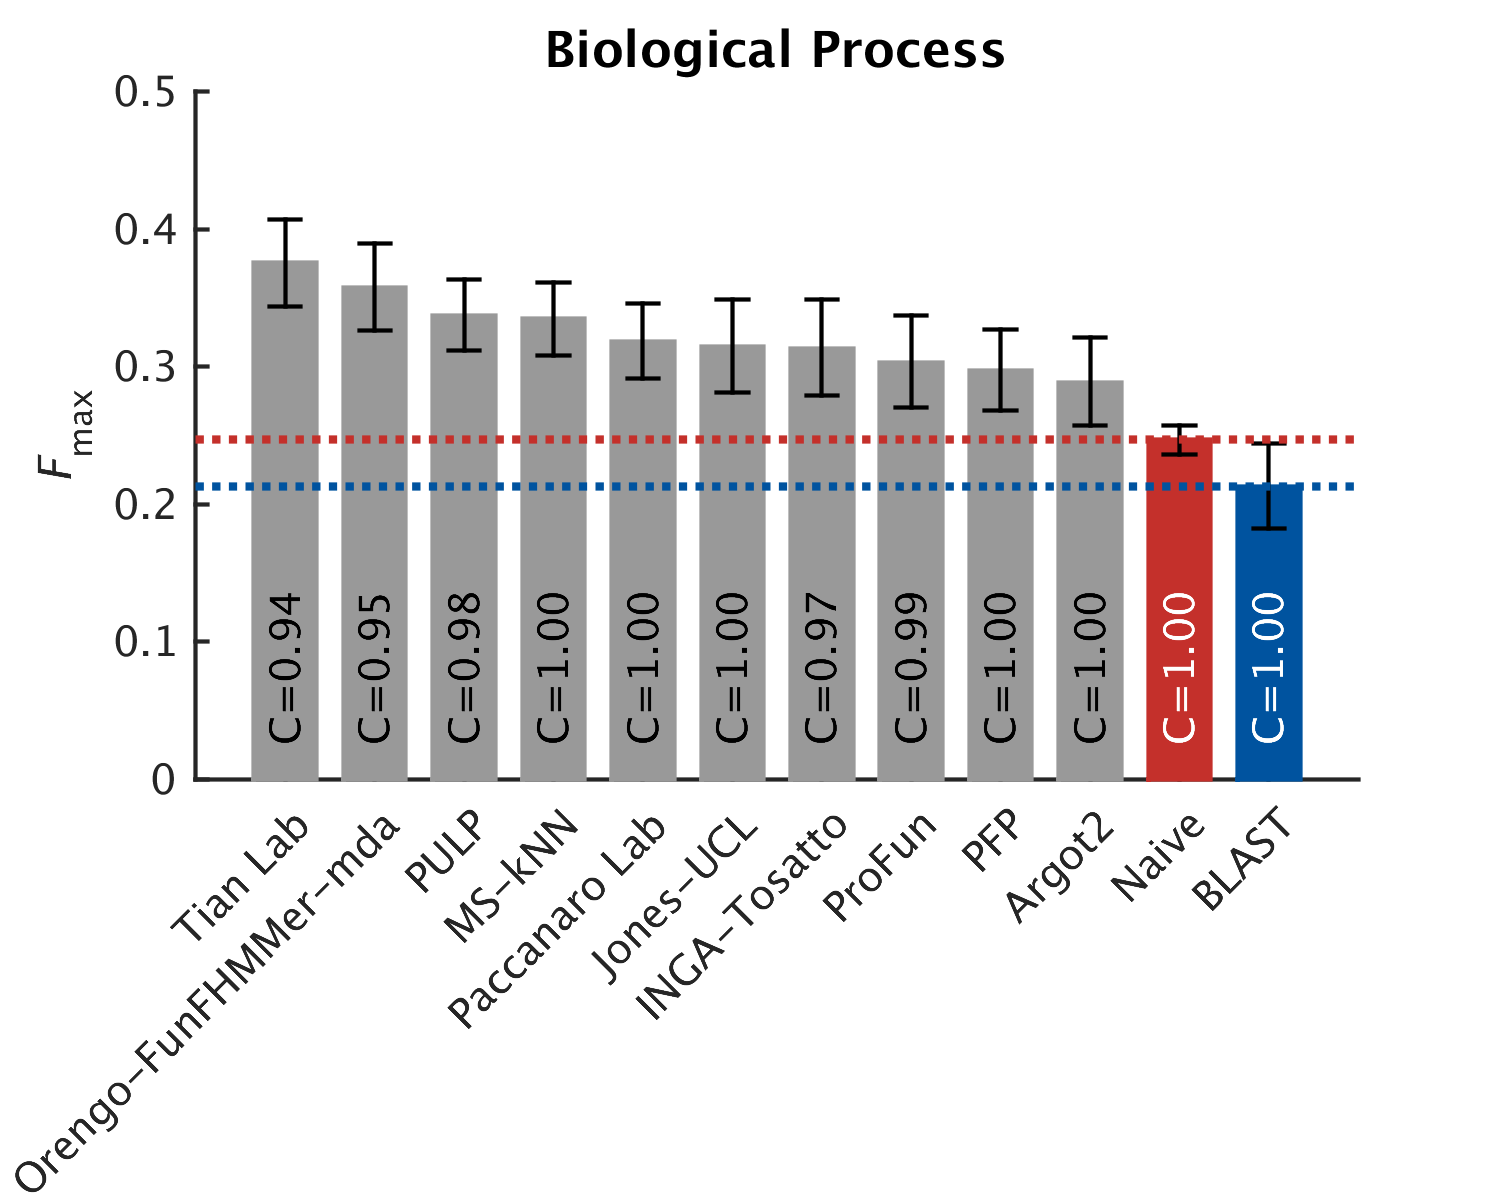 Biological Process
0.5
0.4
0.3
0.2
0.1
0
Fmax
C=0.94
C=0.95
C=0.98
C=1.00
C=1.00
C=1.00
C=0.97
C=0.99
C=1.00
C=1.00
C=1.00
C=1.00
Tian Lab
Orengo-FunFHMMer-mda
PULP
MS-kNN
Paccanaro Lab
Jones-UCL
INGA-Tosatto
ProFun
PFP
Argot2
Naive
BLAST